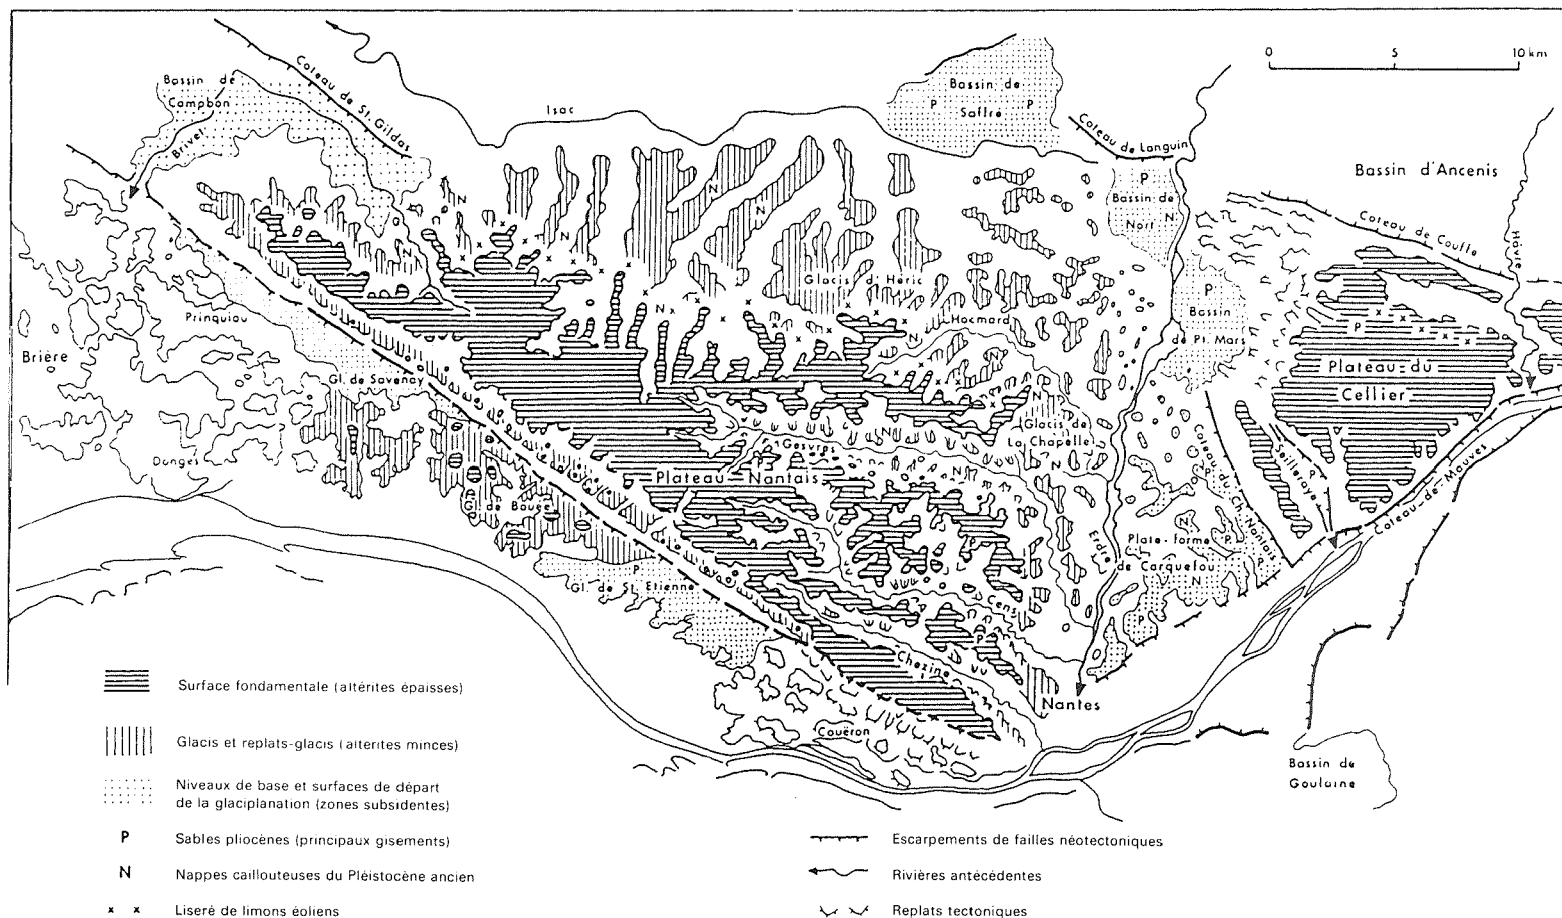 0 5 10 km
Bassin de
Campbon
Brivet
Coteau de St. Gildas
Isac
Bassin de
P P
Saffré
Coteau de Languin
Bassin d'Ancenis
P
Bassin de
N
Nort
Coteau de Couffé
Hâvre
N
N
N
N
N
N
Glacis d'Héric
P
Bassin
de Pt. Mars
P
Plateau du
Cellier
Prinquiau
Brière
Gl. de Savenay
N
N
Hocmard
N
N
Glacis de
La Chapelle
Gesvres
N
N
Donges
Gl. de Bouée
Plateau Nantais
Coteau du Ch. Nantais
Seilleraye
Coteau de Mauves
N
Plate-forme
P
de Carquefou
N
P
P
P
Gl. de St. Etienne
Erdre
Cens
P
Chezine
Nantes
Couëron
Bassin de
Goulaine
Surface fondamentale (altérites épaisses)
Glacis et replats-glacis (altérites minces)
Niveaux de base et surfaces de départ
de la glaciplanation (zones subsidentes)
P Sables pliocènes (principaux gisements)
N Nappes caillouteuses du Pléistocène ancien
x x Liseré de limons éoliens
Escarpements de failles néotectoniques
Rivières antécédentes
Replats tectoniques